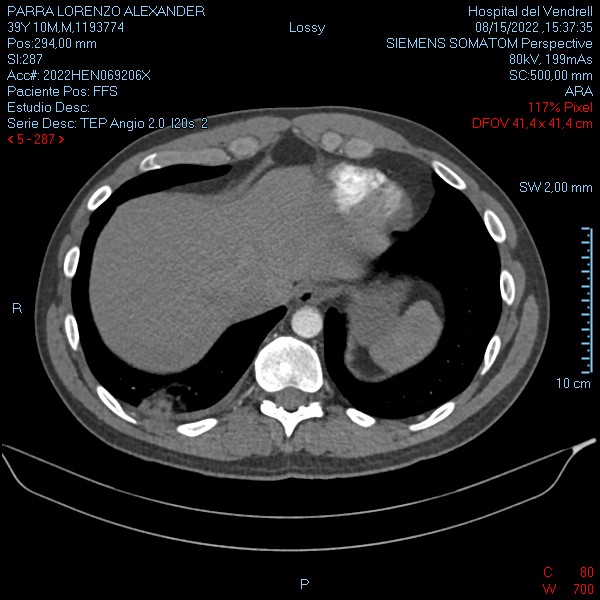 PARRA LORENZO ALEXANDER
39Y 10M,M,1193774
Pos:294,00 mm
SI:287
Acc#: 2022HEN069206X
Paciente Pos: FFS
Estudio Desc:
Serie Desc: TEP Angio 2.0 I20s 2
< 5 - 287 >
Lossy
Hospital del Vendrell
08/15/2022 ,15:37:35
SIEMENS SOMATOM Perspective
80kV, 199mAs
SC:500,00 mm
ARA
117% Pixel
DFOV 41,4 x 41,4 cm
SW 2,00 mm
R
10 cm
P
C 80
W 700